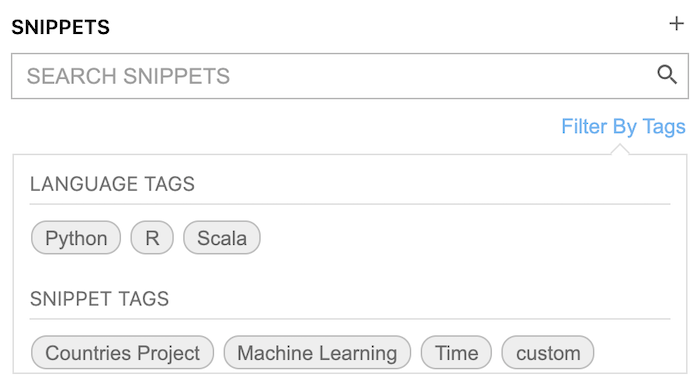 SNIPPETS +
SEARCH SNIPPETS
Filter By Tags
LANGUAGE TAGS
Python R Scala
SNIPPET TAGS
Countries Project Machine Learning Time custom